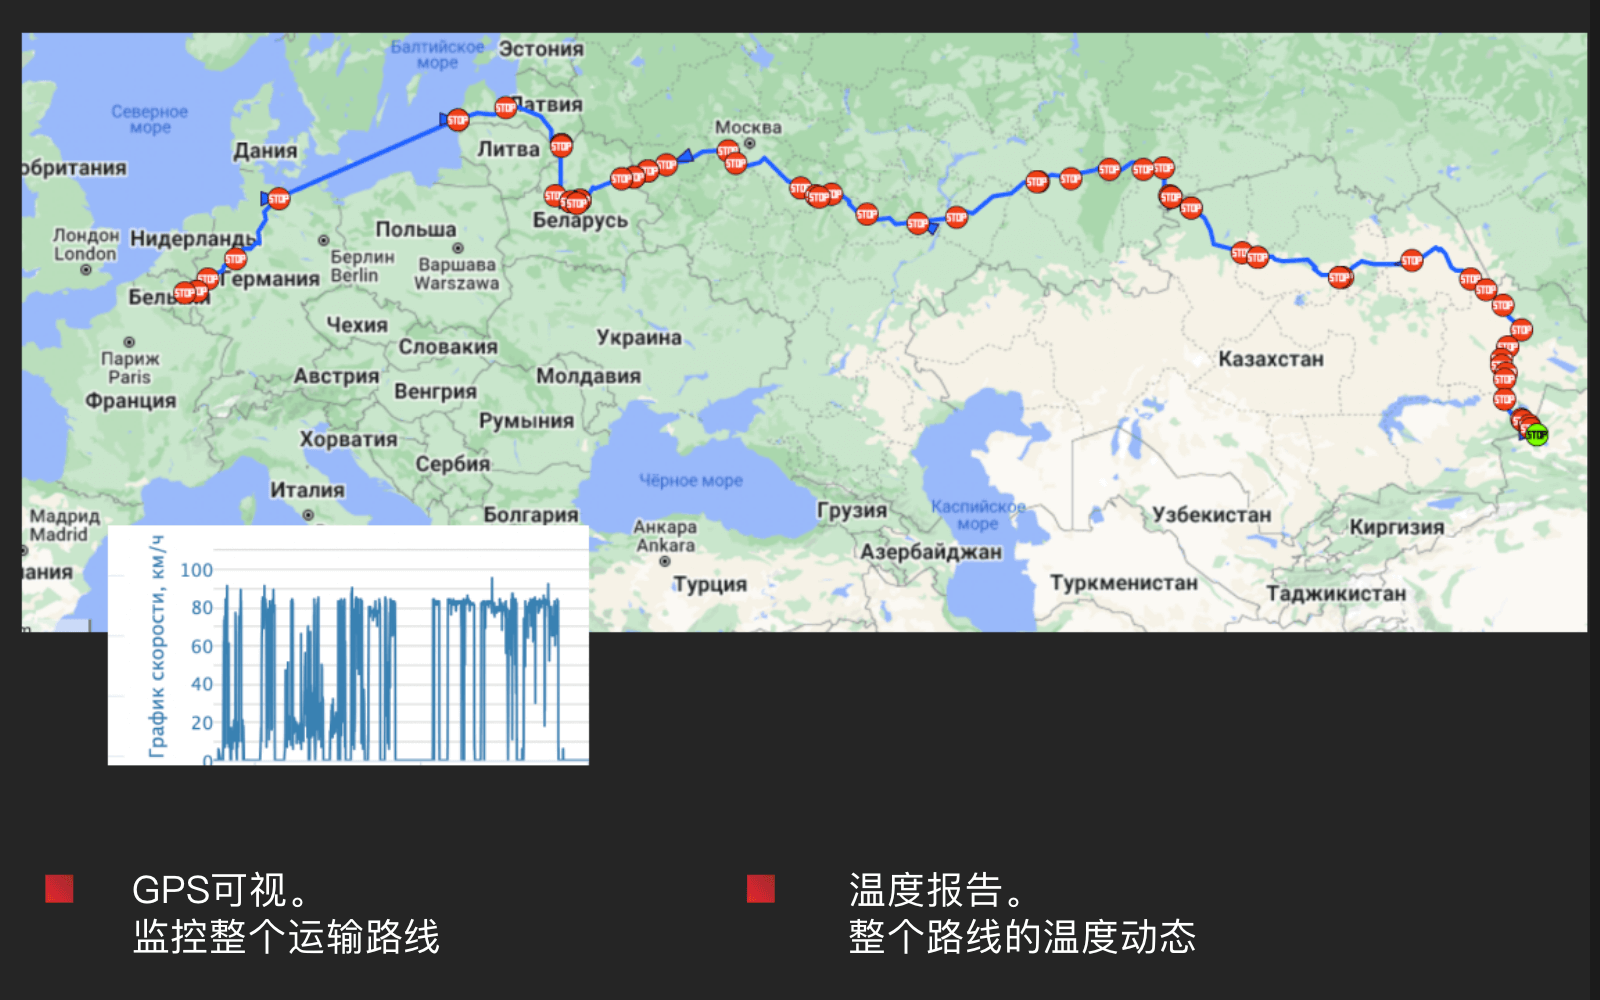 Балтийское
море
Эстония
Северное
море
Латвия
Москва
Дания
Литва
обритания
Беларусь
Лондон
London
Нидерланды
Польша
Берлин
Berlin
Варшава
Warszawa
Германия
Чехия
Словакия
Украина
Париж
Paris
Австрия
Венгрия
Молдавия
Казахстан
Франция
Румыния
Хорватия
Сербия
Чёрное море
Италия
Болгария
Мадрид
Madrid
Анкара
Ankara
Грузия
Каспийское
море
Узбекистан
Киргизия
Азербайджан
ания
Турция
Туркменистан
Таджикистан
STOP
График скорости, км/ч
100
80
60
40
20
0
GPS可视。
监控整个运输路线
温度报告。
整个路线的温度动态